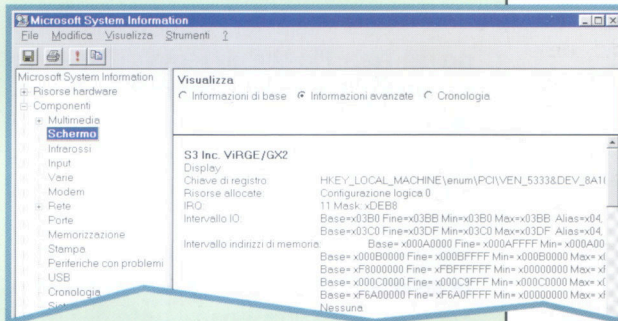 Microsoft System Information
File Modifica Visualizza Strumenti ?
Microsoft System Information
Risorse hardware
Componenti
Multimedia
Schermo
Infrarossi
Input
Varie
Modem
Rete
Porte
Memorizzazione
Stampa
Periferiche con problemi
USB
Cronologia
Visualizza
Informazioni di base Informazioni avanzate Cronologia
S3 Inc. ViRGE/GX2
Display
Chiave di registro: HKEY_LOCAL_MACHINE\enum\PCI\VEN_5333&DEV_8A1
Risorse allocate: Configurazione logica 0
IRQ: 11 Mask: xDEB8
Intervallo IO: Base=x03B0 Fine=x03BB Min=x03B0 Max=x03BB Alias=x04,
Base=x03C0 Fine=x03DF Min=x03C0 Max=x03DF Alias=x04,
Intervallo indirizzi di memoria: Base= x000A0000 Fine= x000AFFFF Min= x000A00
Base= x000B0000 Fine= x000BFFFF Min= x000B0000 Max= x
Base= xF8000000 Fine= xFBFFFFFF Min= x00000000 Max= x
Base= x000C0000 Fine= x000C9FFF Min= x000C0000 Max= x
Base= xF6A00000 Fine= xF6A0FFFF Min= x00000000 Max= x
Nessuna